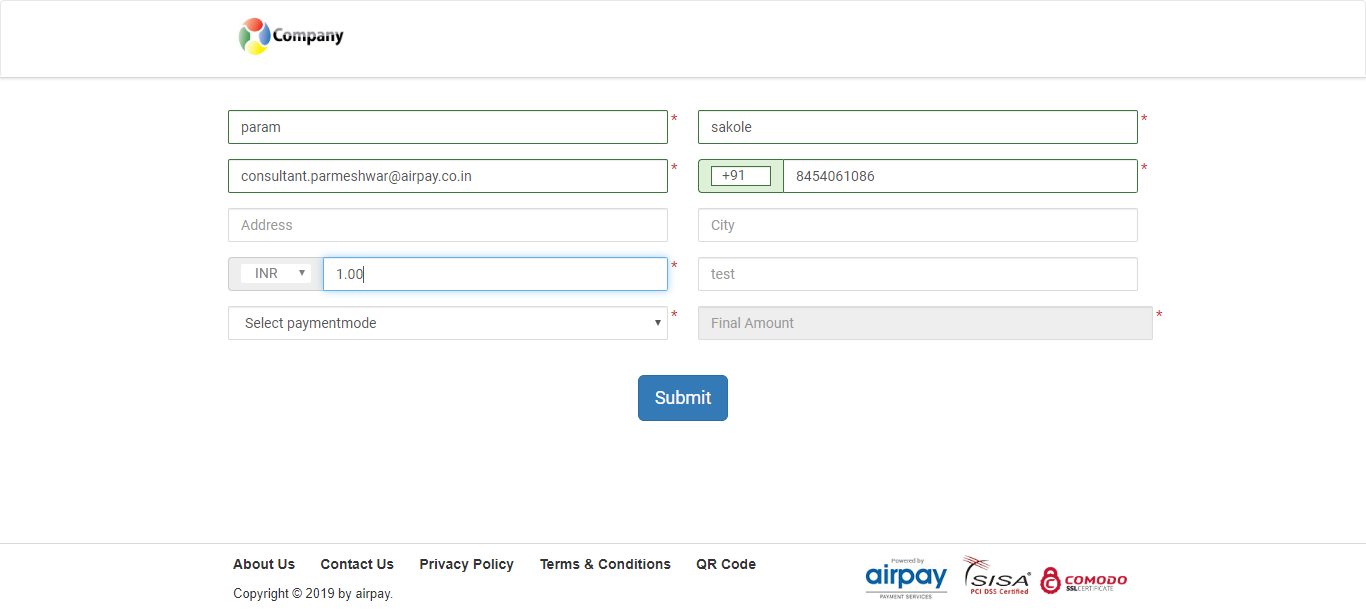 Company
param * sakole *
consultant.parmeshwar@airpay.co.in * +91 8454061086 *
Address City
INR 1.00 * test
Select paymentmode * Final Amount *
Submit
About Us Contact Us Privacy Policy Terms & Conditions QR Code
Copyright © 2019 by airpay.
Powered by
airpay
PAYMENT SERVICES
SISA
PCI DSS Certified
COMODO
SSL CERTIFICATE